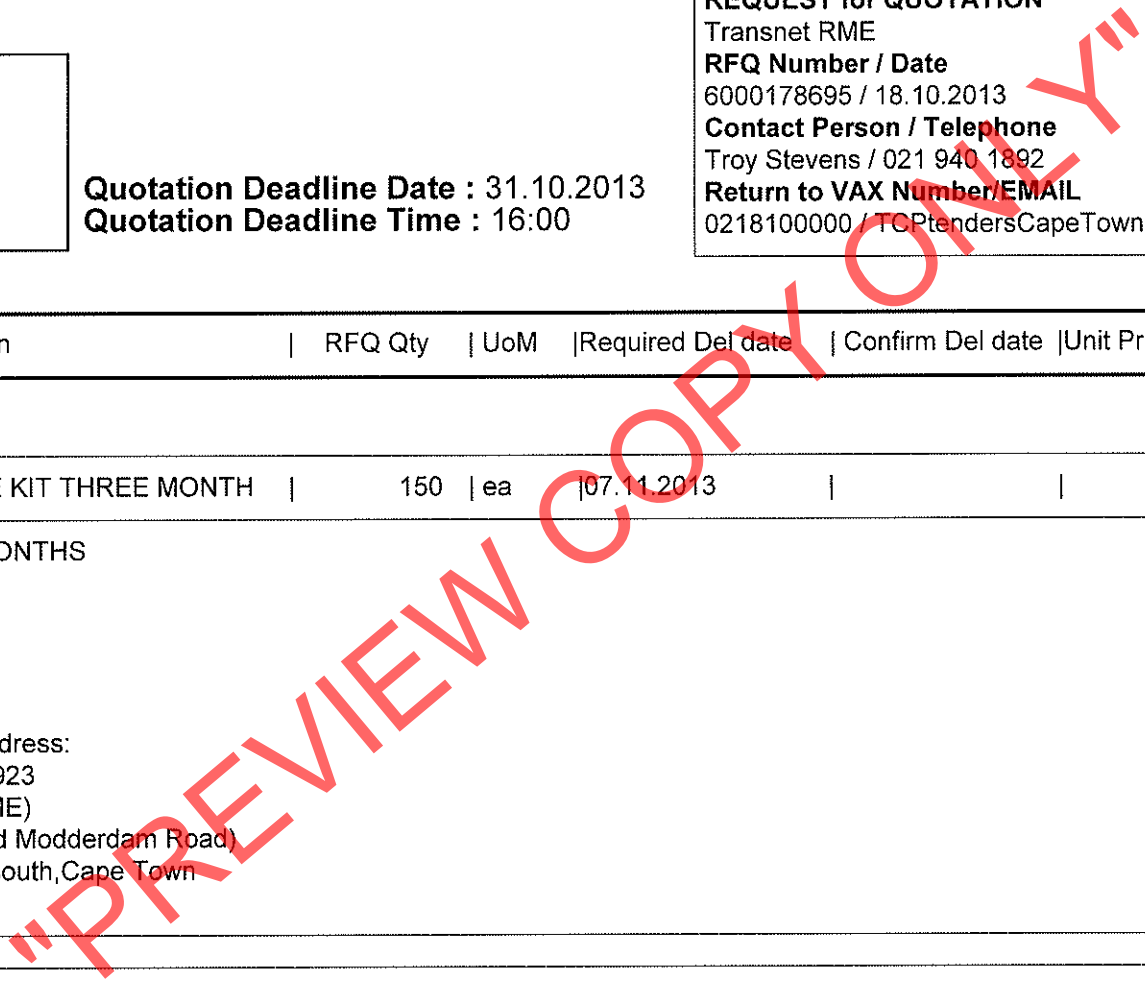 REQUEST for QUOTATION
Transnet RME
RFQ Number / Date
6000178695 / 18.10.2013
Contact Person / Telephone
Troy Stevens / 021 940 1892
Return to VAX Number/EMAIL
0218100000 / TCPtendersCapeTown
Quotation Deadline Date : 31.10.2013
Quotation Deadline Time : 16:00
n | RFQ Qty | UoM |Required Del date | Confirm Del date |Unit Pr
E KIT THREE MONTH | 150 | ea |07.11.2013 | |
ONTHS
dress:
923
IE)
d Modderdam Road)
outh,Cape Town
"PREVIEW COPY ONLY"